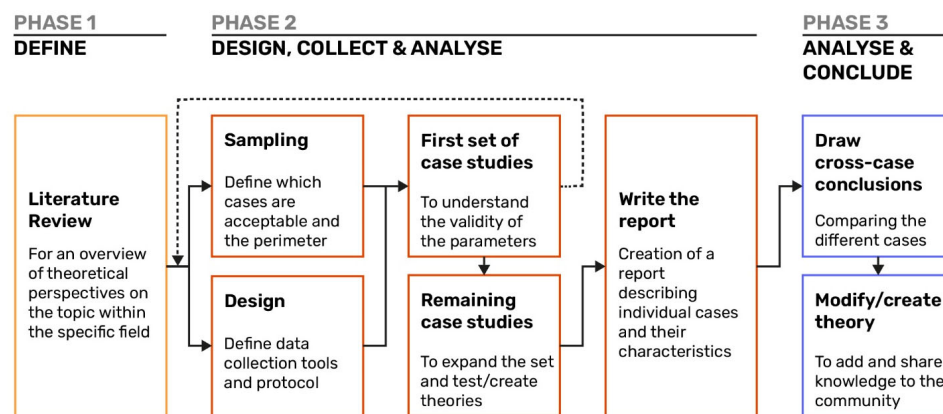 PHASE 1
DEFINE
PHASE 2
DESIGN, COLLECT & ANALYSE
PHASE 3
ANALYSE &
CONCLUDE
Literature
Review
For an overview
of theoretical
perspectives on
the topic within
the specific field
Sampling
Define which
cases are
acceptable and
the perimeter
Design
Define data
collection tools
and protocol
First set of
case studies
To understand
the validity of
the parameters
Remaining
case studies
To expand the set
and test/create
theories
Write the
report
Creation of a
report
describing
individual cases
and their
characteristics
Draw
cross-case
conclusions
Comparing the
different cases
Modify/create
theory
To add and share
knowledge to the
community